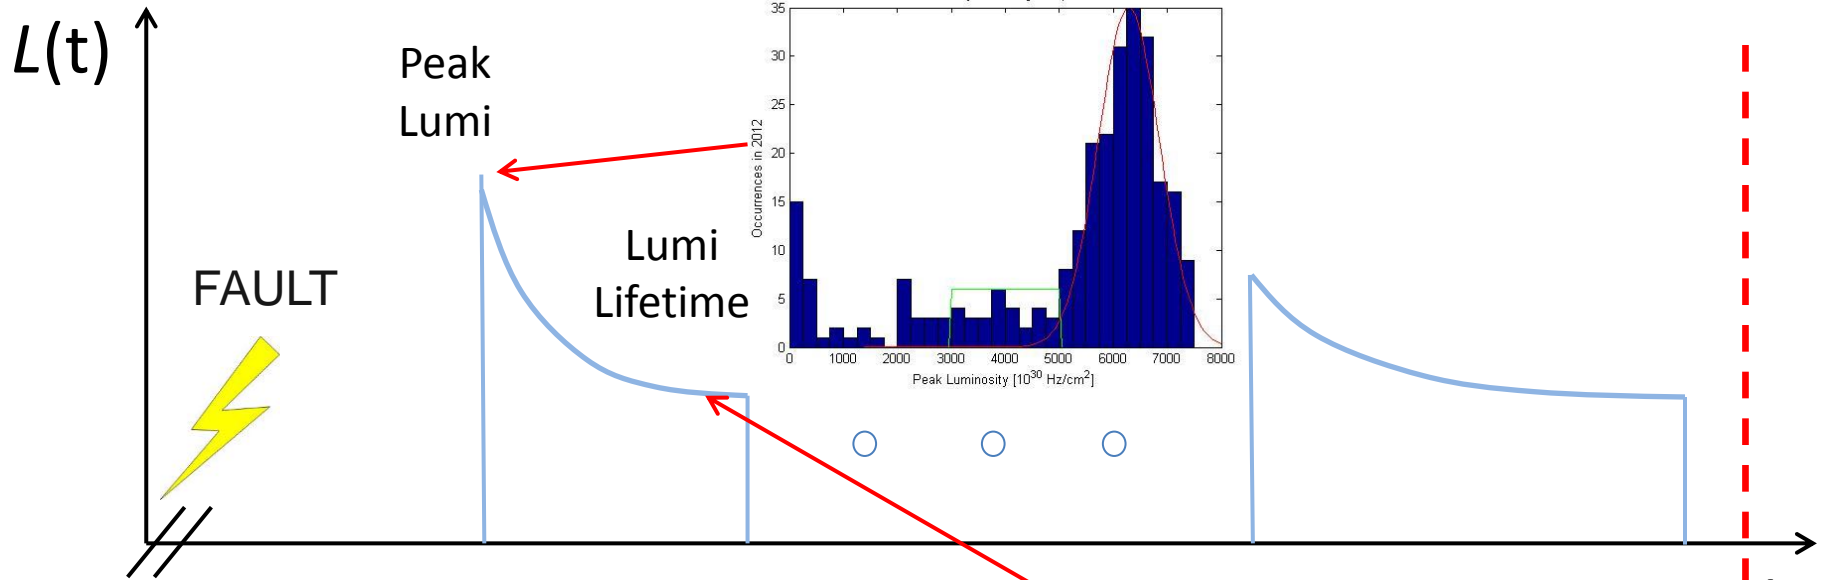 L(t)
Peak
Lumi
Lumi
Lifetime
FAULT
35
30
25
20
15
10
5
0
Occurrences in 2012
0 1000 2000 3000 4000 5000 6000 7000 8000
Peak Luminosity [10^30 Hz/cm^2]